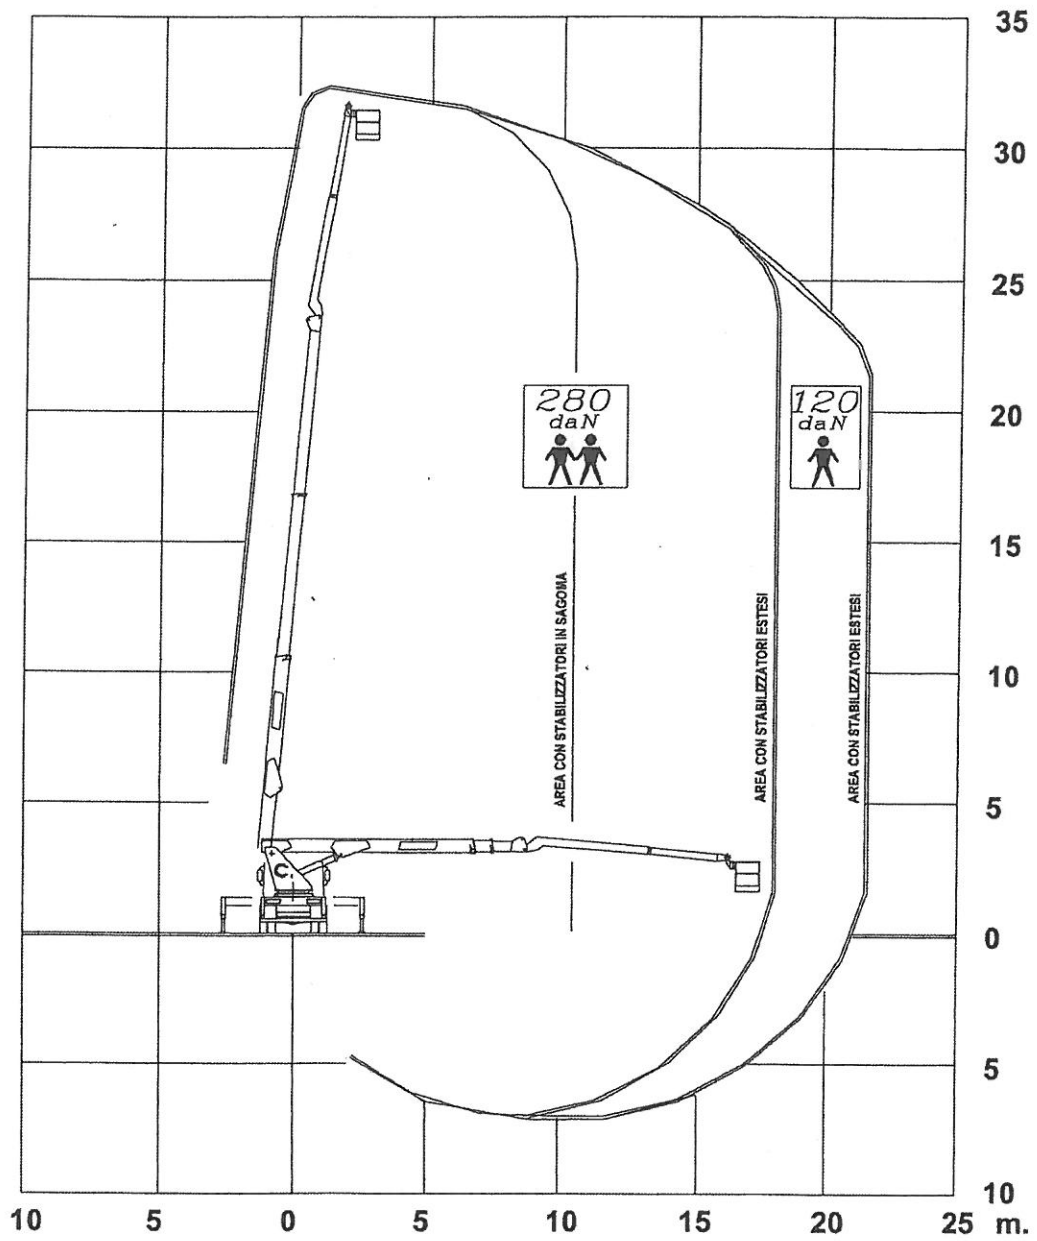 35
30
25
280
daN
120
daN
20
15
AREA CON STABILIZZATORI IN SAGOMA
AREA CON STABILIZZATORI ESTESI
AREA CON STABILIZZATORI ESTESI
10
5
C.
0
5
10
10 5 0 5 10 15 20 25 m.